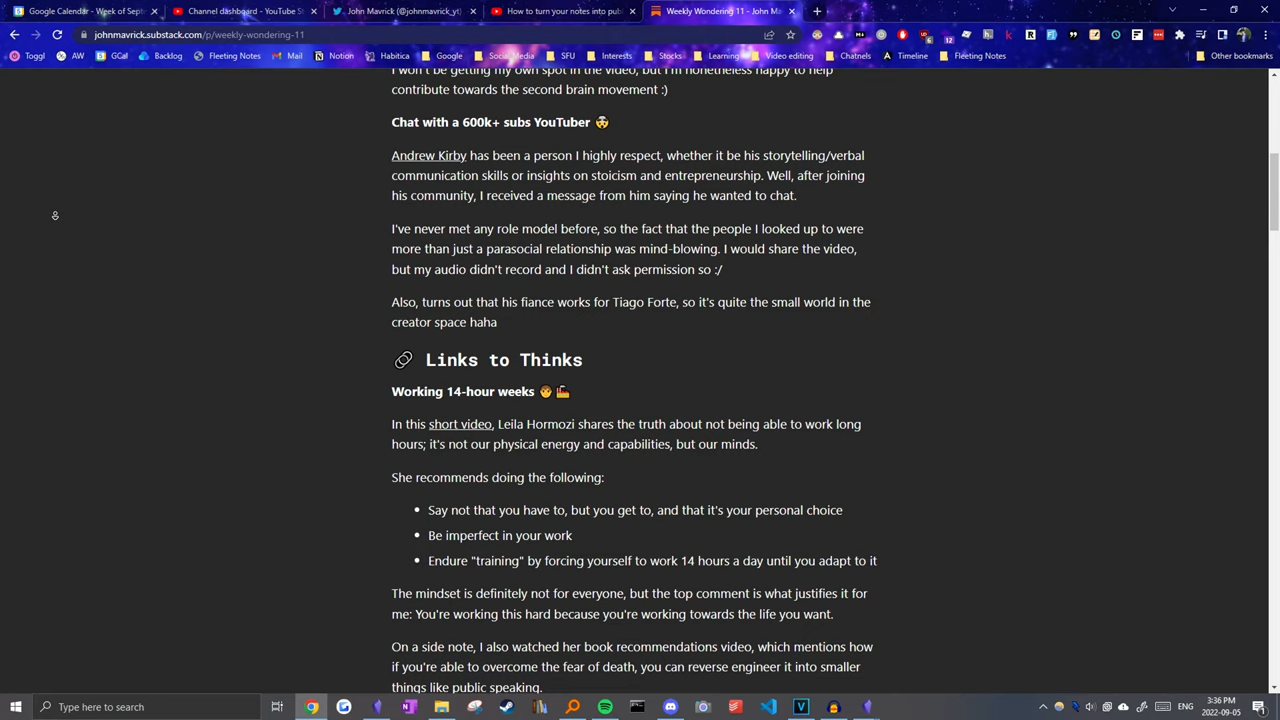 Google Calendar - Week of Sept
Channel dashboard - YouTube S
John Mavrick (@johnmavrick_yt)
How to turn your notes into publ
Weekly Wondering 11 - John Ma
johnmavrick.substack.com/p/weekly-wondering-11
Toggl
AW
GCal
Backlog
Fleeting Notes
Mail
Notion
Habitica
Google
Social Media
SFU
Interests
Stocks
Learning
Video editing
Channels
Timeline
Fleeting Notes
Other bookmarks
I won't be getting my own spot in the video, but I'm nonetheless happy to help
contribute towards the second brain movement :)
Chat with a 600k+ subs YouTuber 🤯
Andrew Kirby has been a person I highly respect, whether it be his storytelling/verbal
communication skills or insights on stoicism and entrepreneurship. Well, after joining
his community, I received a message from him saying he wanted to chat.
I've never met any role model before, so the fact that the people I looked up to were
more than just a parasocial relationship was mind-blowing. I would share the video,
but my audio didn't record and I didn't ask permission so :/
Also, turns out that his fiance works for Tiago Forte, so it's quite the small world in the
creator space haha
🔗 Links to Thinks
Working 14-hour weeks
In this short video, Leila Hormozi shares the truth about not being able to work long
hours; it's not our physical energy and capabilities, but our minds.
She recommends doing the following:
• Say not that you have to, but you get to, and that it's your personal choice
• Be imperfect in your work
• Endure "training" by forcing yourself to work 14 hours a day until you adapt to it
The mindset is definitely not for everyone, but the top comment is what justifies it for
me: You're working this hard because you're working towards the life you want.
On a side note, I also watched her book recommendations video, which mentions how
if you're able to overcome the fear of death, you can reverse engineer it into smaller
things like public speaking.
Type here to search
ENG
3:36 PM
2022-09-05